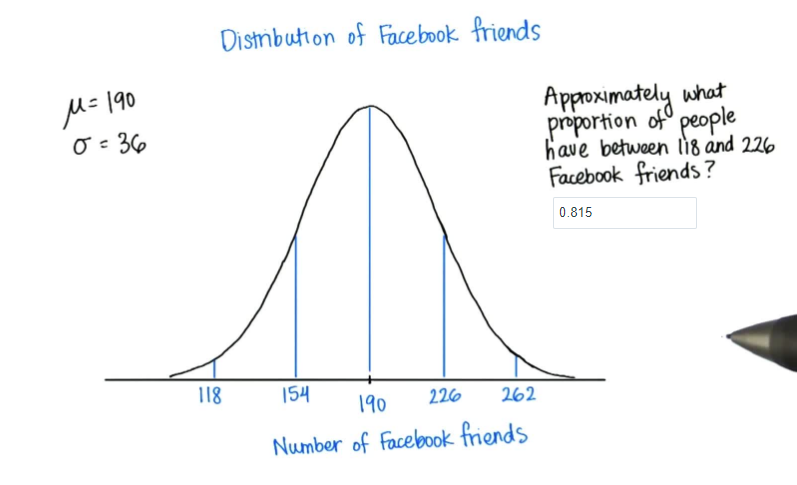 Distribution of Facebook friends
μ = 190
σ = 36
Approximately what
proportion of people
have between 118 and 226
Facebook friends?
0.815
118 154 190 226 262
Number of Facebook friends